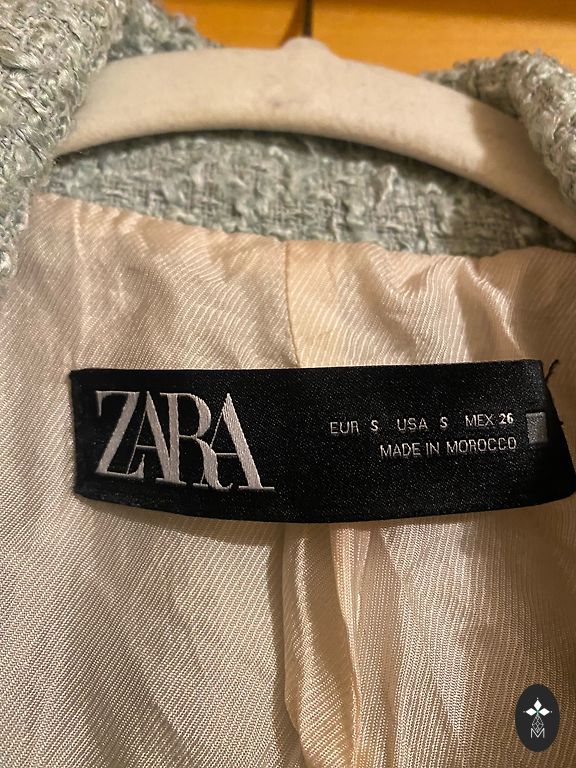 ZARA
EUR S USA S MEX 26
MADE IN MOROCCO
M